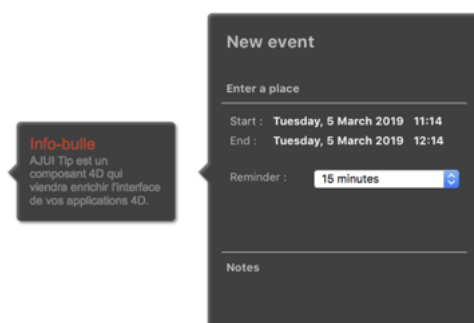 Info-bulle
AJUI Tip est un
composant 4D qui
viendra enrichir l'interface
de vos applications 4D.
New event
Enter a place
Start : Tuesday, 5 March 2019 11:14
End : Tuesday, 5 March 2019 12:14
Reminder : 15 minutes
Notes